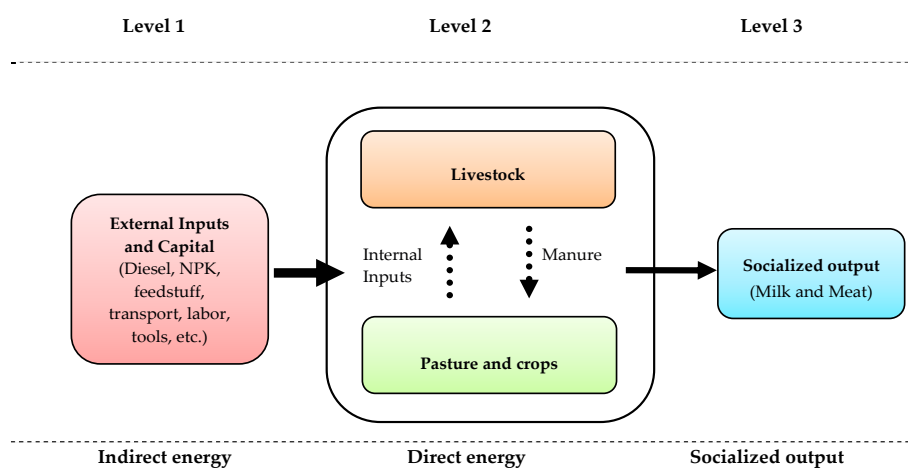 Level 1
Level 2
Level 3
External Inputs
and Capital
(Diesel, NPK,
feedstuff,
transport, labor,
tools, etc.)
Livestock
Internal
Inputs
Manure
Pasture and crops
Socialized output
(Milk and Meat)
Indirect energy
Direct energy
Socialized output